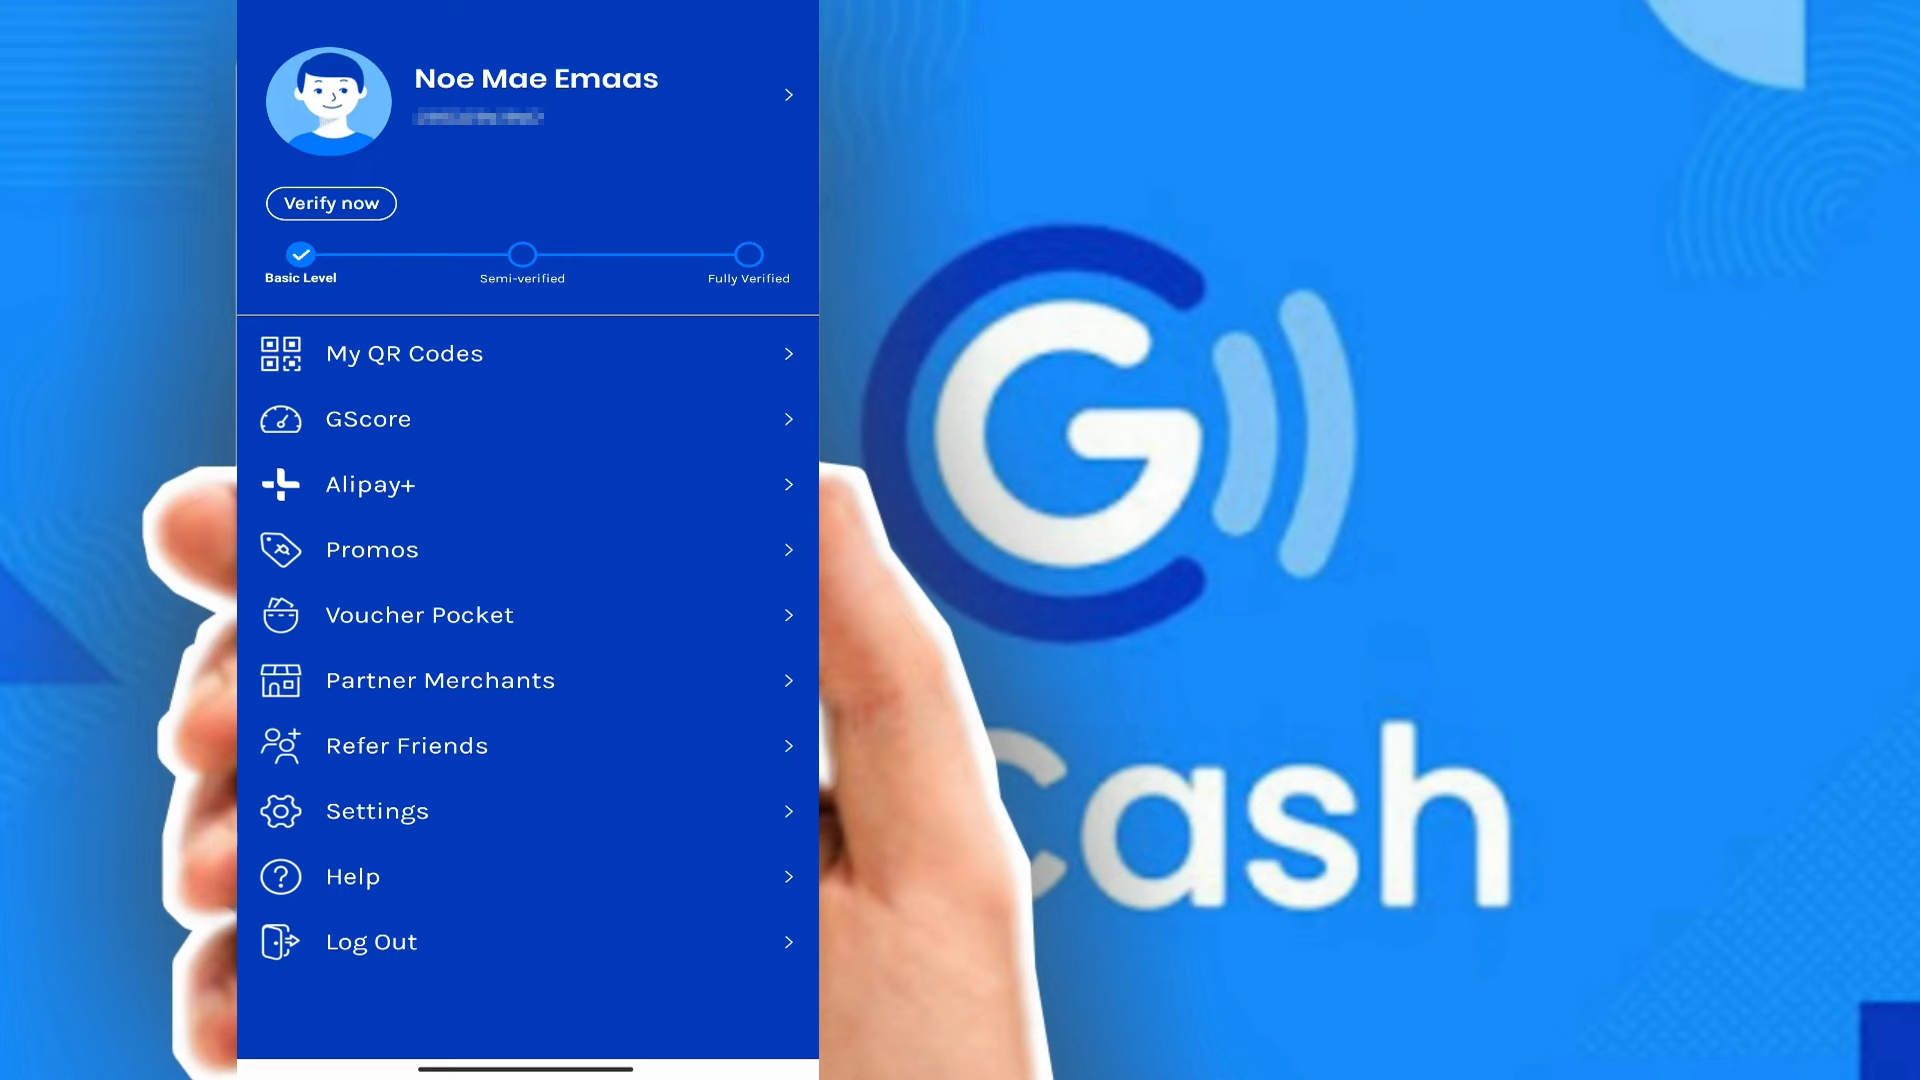 Noe Mae Emaas
Verify now
Basic Level
Semi-verified
Fully Verified
My QR Codes
GScore
Alipay+
Promos
Voucher Pocket
Partner Merchants
Refer Friends
Settings
Help
Log Out
G
Cash